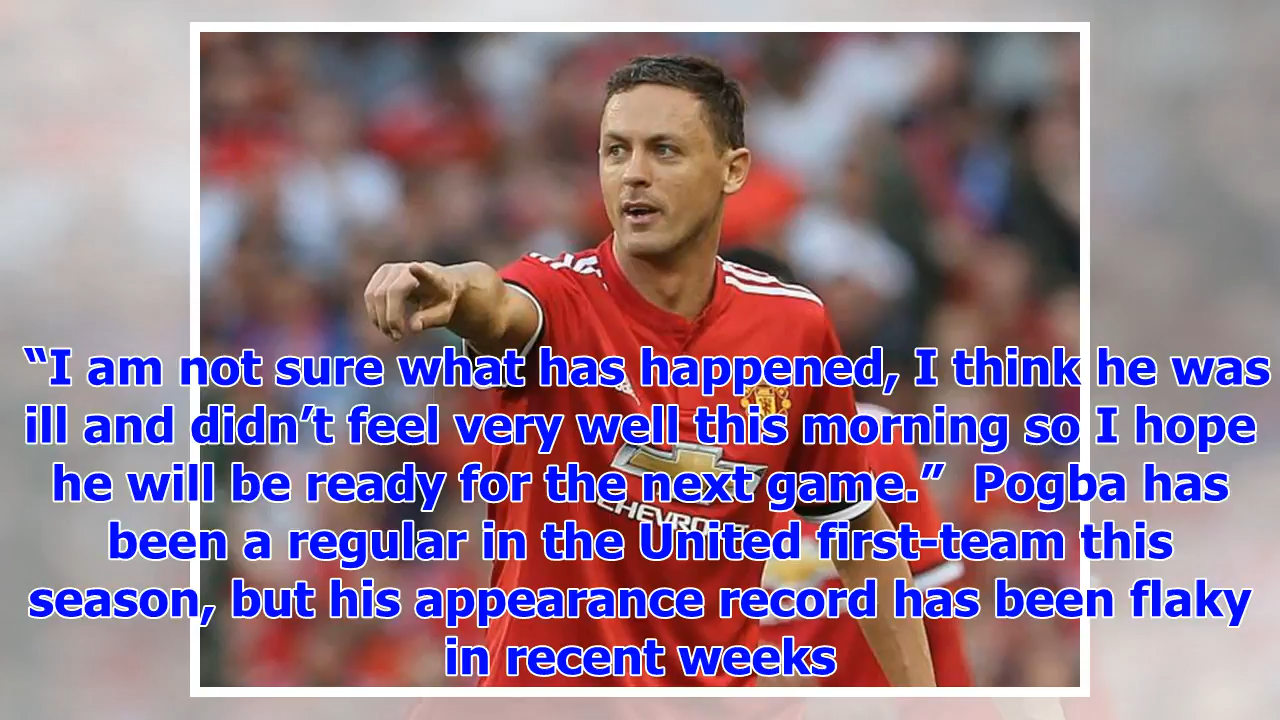 “I am not sure what has happened, I think he was
ill and didn’t feel very well this morning so I hope
he will be ready for the next game.”  Pogba has
been a regular in the United first-team this
season, but his appearance record has been flaky
in recent weeks
CHEVROLET